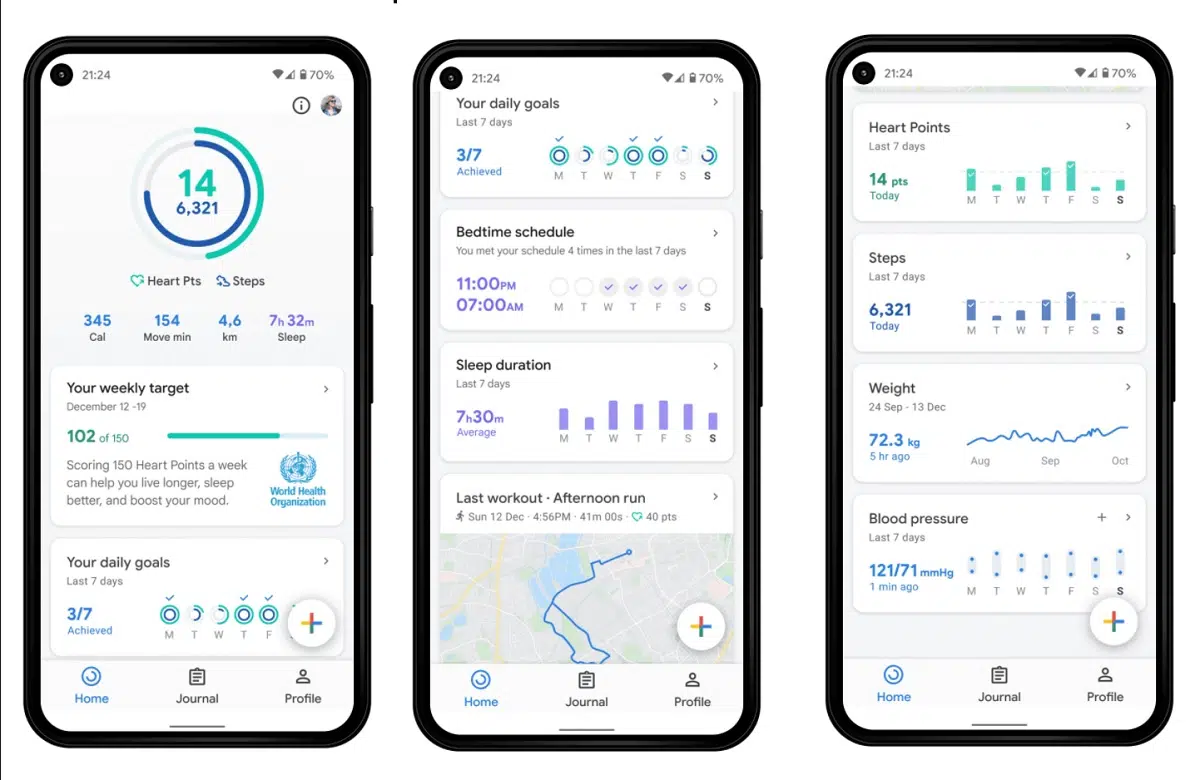 21:24
70%
14
6,321
Heart Pts Steps
345 154 4,6 7h 32m
Cal Move min km Sleep
Your weekly target
December 12 -19
102 of 150
Scoring 150 Heart Points a week
can help you live longer, sleep
better, and boost your mood.
World Health
Organization
Your daily goals
Last 7 days
3/7
Achieved
M T W T F
Home Journal Profile
21:24
70%
Your daily goals
Last 7 days
3/7
Achieved
M T W T F S S
Bedtime schedule
You met your schedule 4 times in the last 7 days
11:00PM
07:00AM
M T W T F S S
Sleep duration
Last 7 days
7h30m
Average
M T W T F S S
Last workout · Afternoon run
Sun 12 Dec · 4:56PM · 41m 00s · 40 pts
Home Journal Profile
21:24
70%
Heart Points
Last 7 days
14 pts
Today
M T W T F S S
Steps
Last 7 days
6,321
Today
M T W T F S S
Weight
24 Sep - 13 Dec
72.3 kg
5 hr ago
Aug Sep Oct
Blood pressure
Last 7 days
121/71 mmHg
1 min ago
M T W T F S S
Home Journal Profile